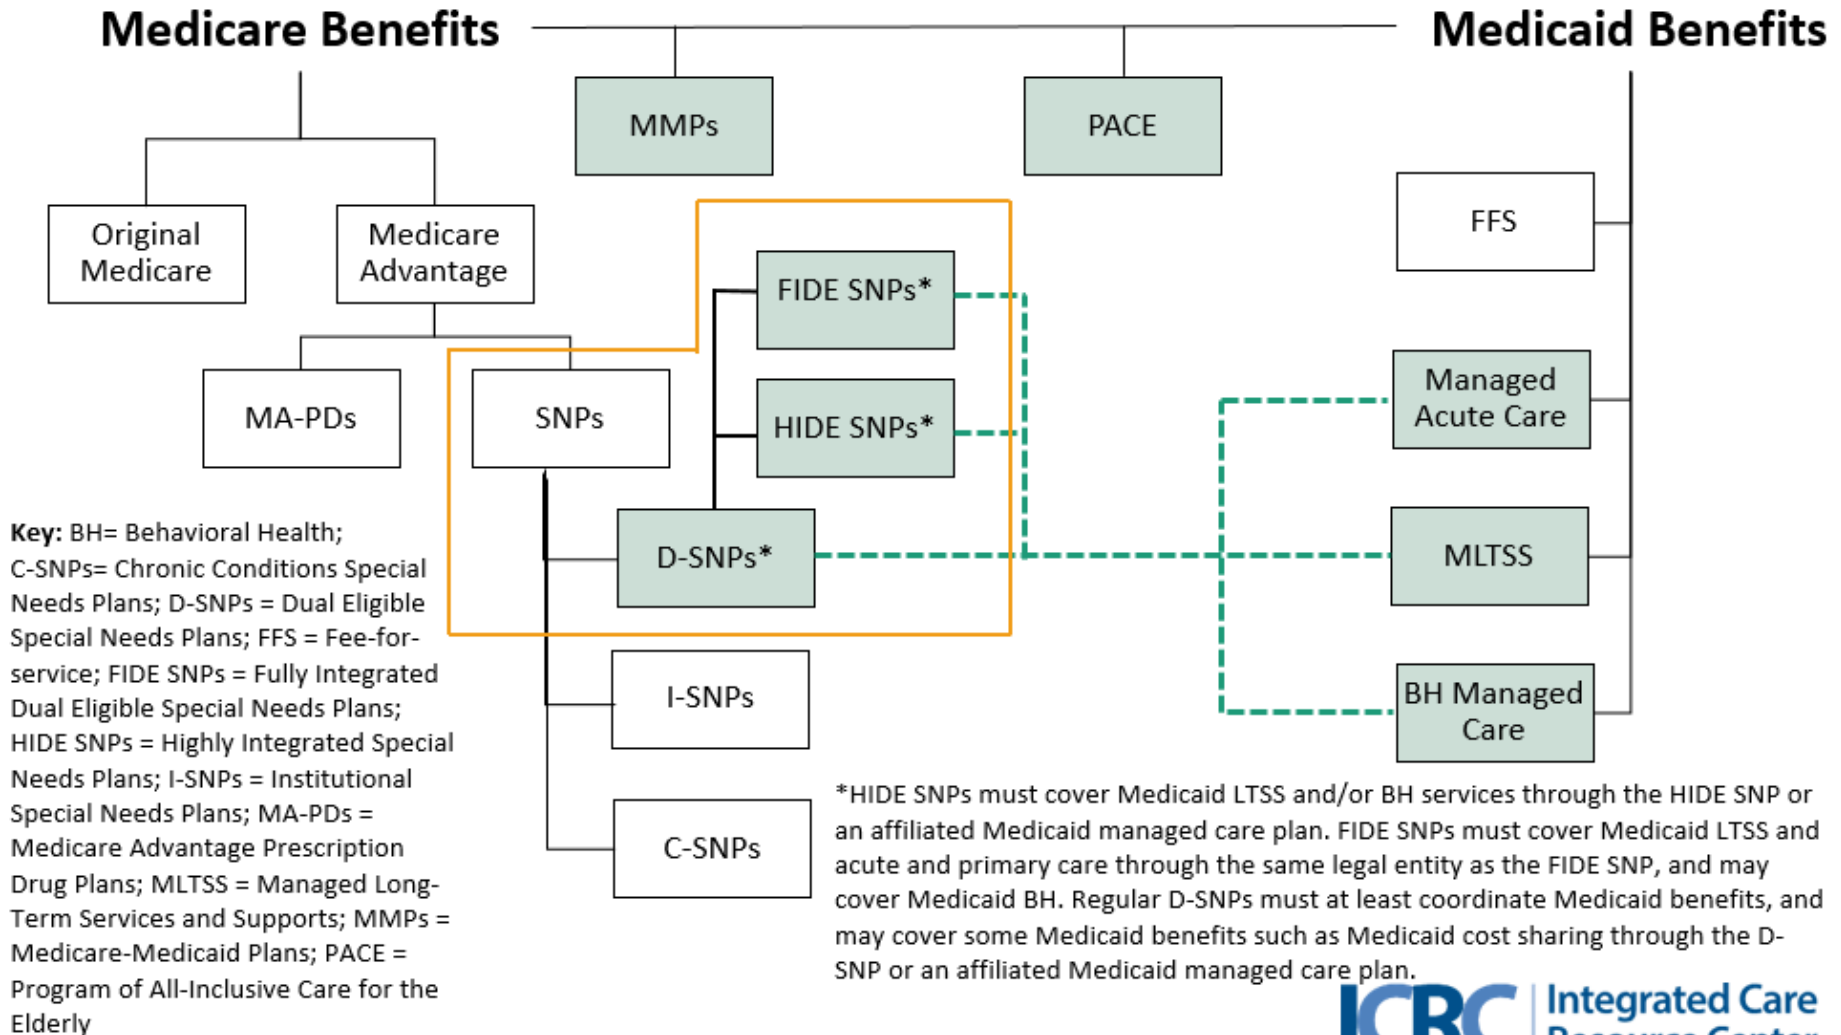 Medicare Benefits
Medicaid Benefits
MMPs
PACE
Original
Medicare
Medicare
Advantage
FFS
FIDE SNPs*
MA-PDs
SNPs
HIDE SNPs*
Managed
Acute Care
D-SNPs*
MLTSS
I-SNPs
BH Managed
Care
C-SNPs
Key: BH= Behavioral Health;
C-SNPs= Chronic Conditions Special
Needs Plans; D-SNPs = Dual Eligible
Special Needs Plans; FFS = Fee-for-
service; FIDE SNPs = Fully Integrated
Dual Eligible Special Needs Plans;
HIDE SNPs = Highly Integrated Special
Needs Plans; I-SNPs = Institutional
Special Needs Plans; MA-PDs =
Medicare Advantage Prescription
Drug Plans; MLTSS = Managed Long-
Term Services and Supports; MMPs =
Medicare-Medicaid Plans; PACE =
Program of All-Inclusive Care for the
Elderly
*HIDE SNPs must cover Medicaid LTSS and/or BH services through the HIDE SNP or
an affiliated Medicaid managed care plan. FIDE SNPs must cover Medicaid LTSS and
acute and primary care through the same legal entity as the FIDE SNP, and may
cover Medicaid BH. Regular D-SNPs must at least coordinate Medicaid benefits, and
may cover some Medicaid benefits such as Medicaid cost sharing through the D-
SNP or an affiliated Medicaid managed care plan.
ICRC
Integrated Care
Resource Center